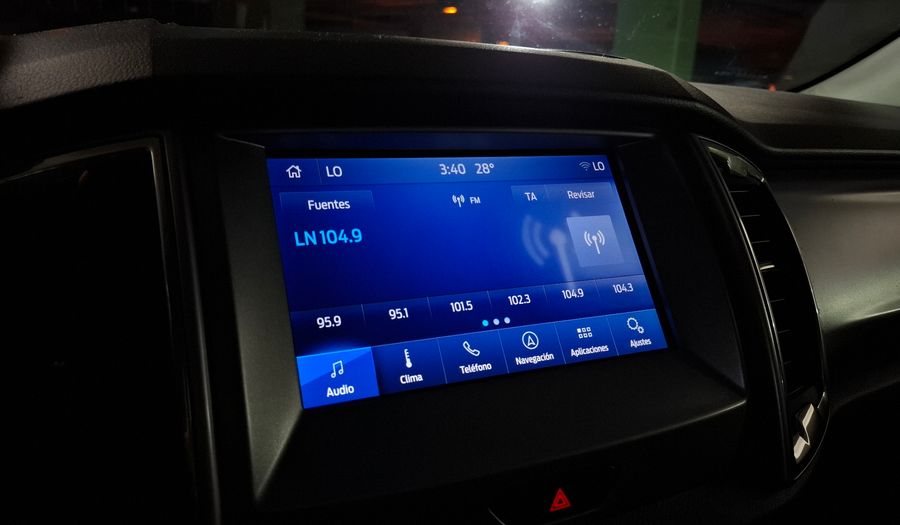 LO 3:40 28° LO
Fuentes FM TA Revisar
LN 104.9
95.9 95.1 101.5 102.3 104.9 104.3
Audio Clima Teléfono Navegación Aplicaciones Ajustes